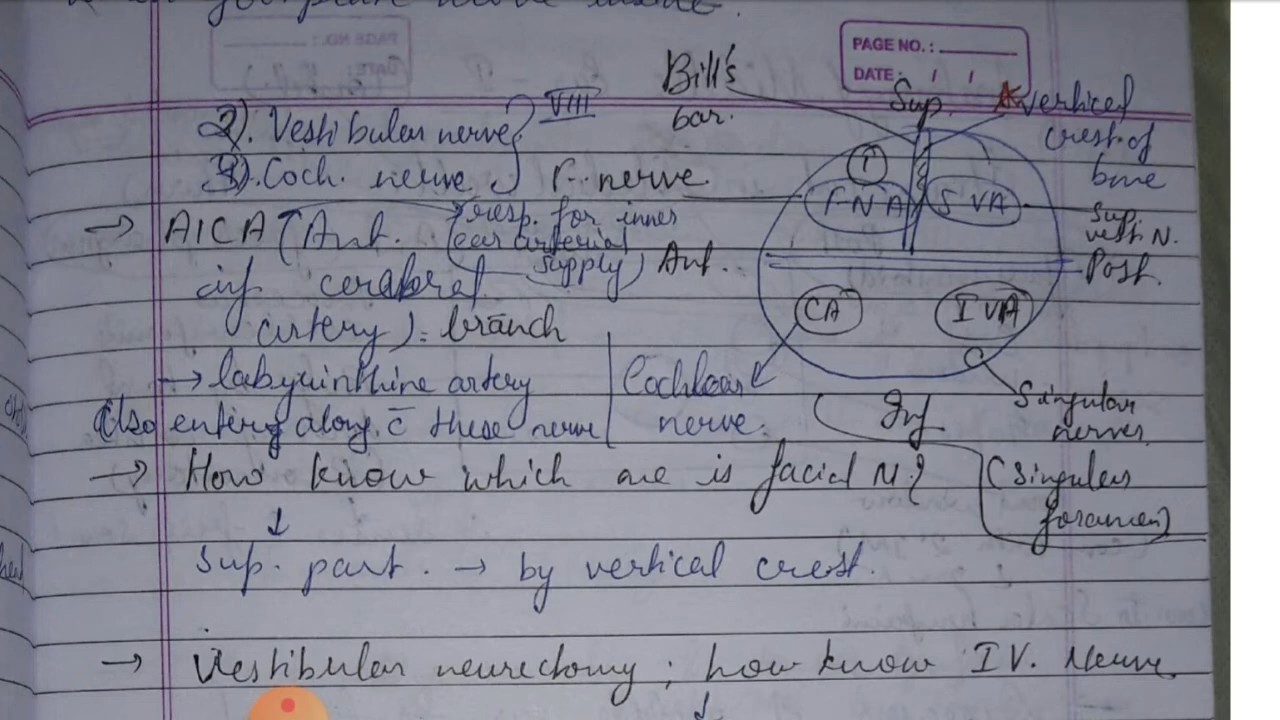 PAGE NO. :
DATE : / /
2). Vestibular nerve } VIII
3). Coch. nerve
Bill's
bar.
Sup.
vertical
crest of
bone
F. nerve
1
FNA
SVA
Sup.
vest. N.
Ant.
Post.
CA
IVA
Cochlear
nerve.
Inf
Singular
nerves.
(Singular
foramen)
→ AICA (Ant.
inf cerebral
artery). branch
(resp. for inner
ear arterial
supply)
→ labyrinthine artery
also entering along c̄ these nerve
→ How know which are is facial N?
↓
Sup. part. → by vertical crest.
→ Vestibular neurectomy ; how know IV. Nerve
↓